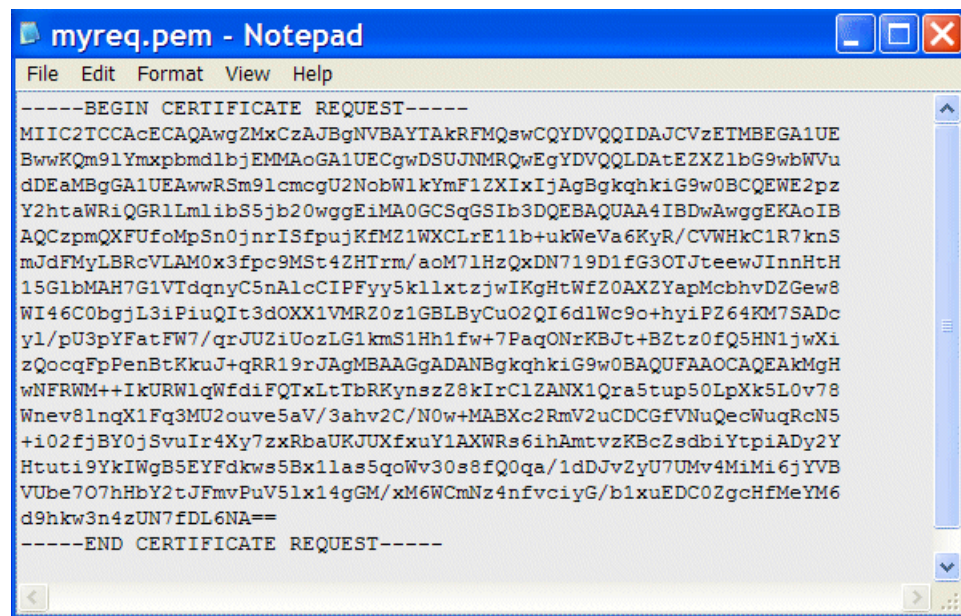 myreq.pem - Notepad
File Edit Format View Help
-----BEGIN CERTIFICATE REQUEST-----
MIIC2TCCAcECAQAwgZMxCzAJBgNVBAYTAkRFMQswCQYDVQQIDAJCVzETMBEGA1UE
BwwKQm9lYmxpbmdlbjEMMAoGA1UECgwDSUJNMRQwEgYDVQQLDAtEZXZlbG9wbWVu
dDEaMBgGA1UEAwwRSm9lcmcgU2NobWlkYmF1ZXIxIjAgBgkqhkiG9w0BCQEWE2pz
Y2htaWRiQGRlLmlibS5jb20wggEiMA0GCSqGSIb3DQEBAQUAA4IBDwAwggEKAoIB
AQCzpmQXFUfoMpSn0jnrISfpujKfMZ1WXCLrE11b+ukWeVa6KyR/CVWHkC1R7knS
mJdFMyLBRcVLAM0x3fpc9MSt4ZHTrm/aoM7lHzQxDN719D1fG3OTJteewJInnHtH
15GlbMAH7G1VTdqnyC5nAlcCIPFyy5kllxtzjwIKgHtWfZ0AXZYapMcbhvDZGew8
WI46C0bgjL3iPiuQIt3dOXX1VMRZ0z1GBLByCuO2QI6dlWc9o+hyiPZ64KM7SADc
yl/pU3pYFatFW7/qrJUZiUozLG1kmS1Hh1fw+7PaqONrKBJt+BZtz0fQ5HN1jwXi
zQocqFpPenBtKkuJ+qRR19rJAgMBAAGgADANBgkqhkiG9w0BAQUFAAOCAQEAkMgH
wNFRWM++IkURWlqWfdiFQTxLtTbRKynszZ8kIrClZANX1Qra5tup50LpXk5L0v78
Wnev8lnqX1Fq3MU2ouve5aV/3ahv2C/N0w+MABXc2RmV2uCDCGfVNuQecWuqRcN5
+i02fjBY0jSvuIr4Xy7zxRbaUKJUXfxuY1AXWRs6ihAmtvzKBcZsdbiYtpiADy2Y
Htuti9YkIWgB5EYFdkws5Bx1las5qoWv30s8fQ0qa/1dDJvZyU7UMv4MiMi6jYVB
VUbe7O7hHbY2tJFmvPuV5lx14gGM/xM6WCmNz4nfvciyG/b1xuEDC0ZgcHfMeYM6
d9hkw3n4zUN7fDL6NA==
-----END CERTIFICATE REQUEST-----